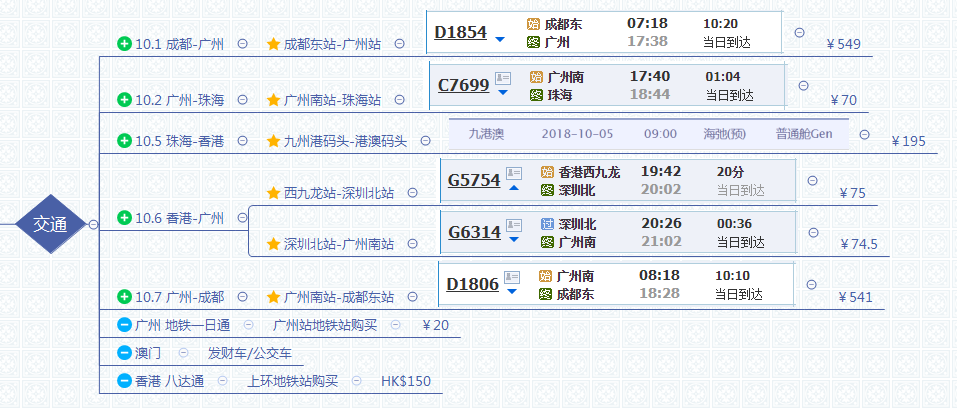 交通
10.1 成都-广州 成都东站-广州站 D1854 始 成都东 07:18 10:20 ￥549
终 广州 17:38 当日到达
10.2 广州-珠海 广州南站-珠海站 C7699 始 广州南 17:40 01:04 ￥70
终 珠海 18:44 当日到达
10.5 珠海-香港 九州港码头-港澳码头 九港澳 2018-10-05 09:00 海弛(预) 普通舱Gen ￥195
10.6 香港-广州
西九龙站-深圳北站 G5754 始 香港西九龙 19:42 20分 ￥75
终 深圳北 20:02 当日到达
深圳北站-广州南站 G6314 过 深圳北 20:26 00:36 ￥74.5
终 广州南 21:02 当日到达
10.7 广州-成都 广州南站-成都东站 D1806 始 广州南 08:18 10:10 ￥541
终 成都东 18:28 当日到达
广州 地铁一日通 广州站地铁站购买 ￥20
澳门 发财车/公交车
香港 八达通 上环地铁站购买 HK$150